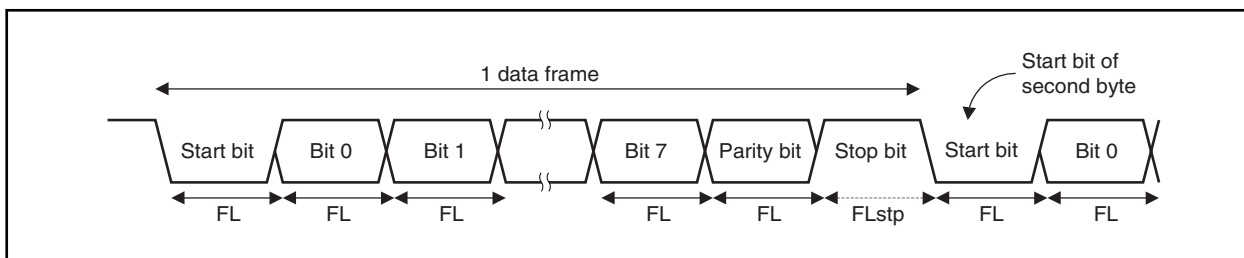 1 data frame
Start bit of
second byte
Start bit Bit 0 Bit 1 Bit 7 Parity bit Stop bit Start bit Bit 0
FL FL FL FL FL FLstp FL FL